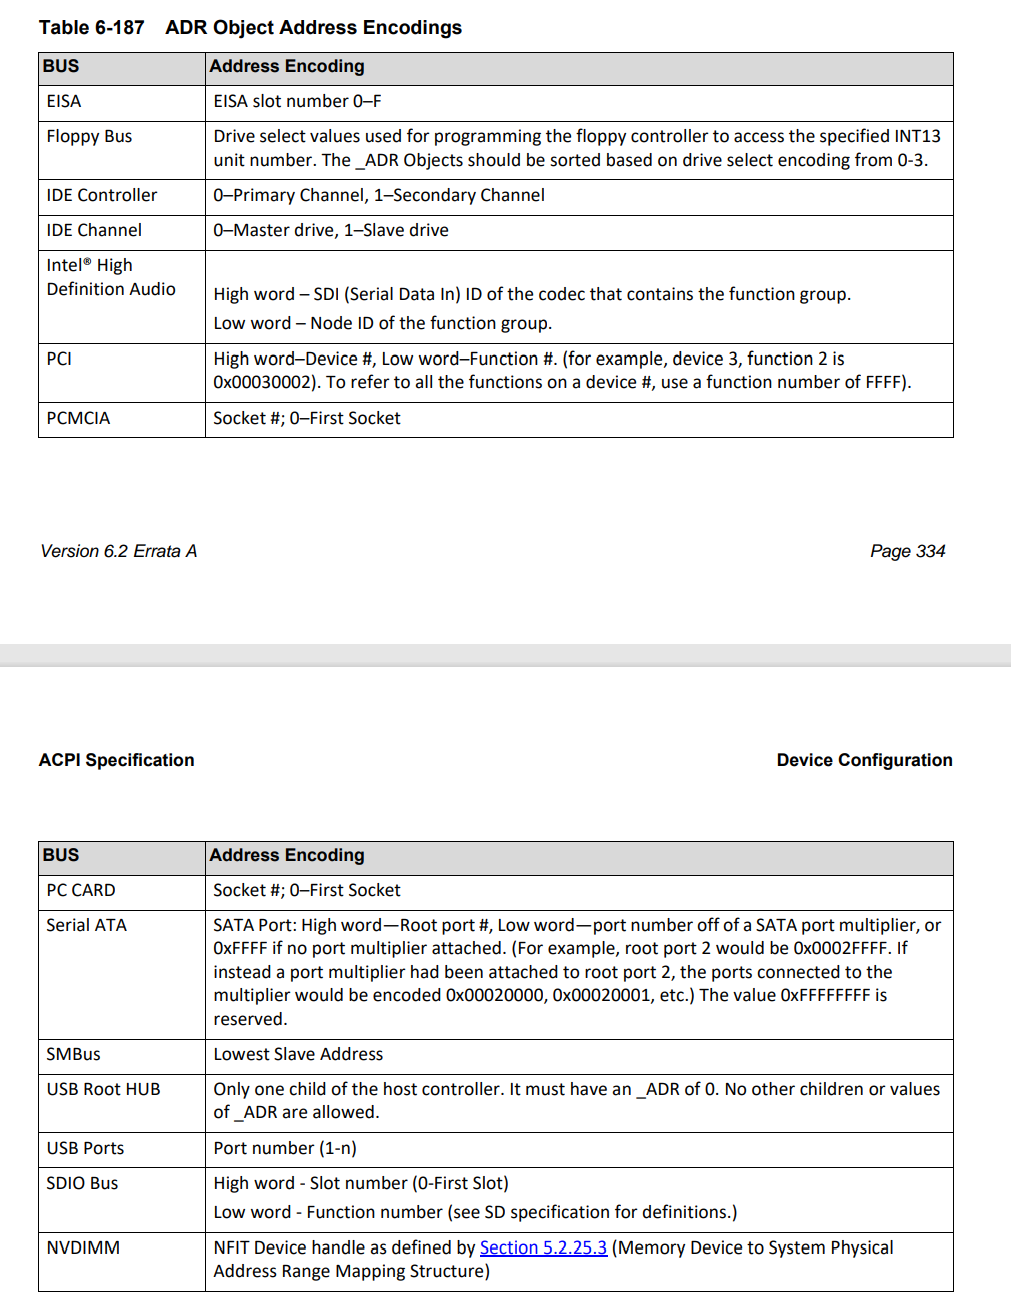 Table 6-187 ADR Object Address Encodings
BUS Address Encoding
EISA EISA slot number 0–F
Floppy Bus Drive select values used for programming the floppy controller to access the specified INT13
unit number. The _ADR Objects should be sorted based on drive select encoding from 0-3.
IDE Controller 0–Primary Channel, 1–Secondary Channel
IDE Channel 0–Master drive, 1–Slave drive
Intel® High
Definition Audio
High word – SDI (Serial Data In) ID of the codec that contains the function group.
Low word – Node ID of the function group.
PCI High word–Device #, Low word–Function #. (for example, device 3, function 2 is
0x00030002). To refer to all the functions on a device #, use a function number of FFFF).
PCMCIA Socket #; 0–First Socket
Version 6.2 Errata A Page 334
ACPI Specification Device Configuration
BUS Address Encoding
PC CARD Socket #; 0–First Socket
Serial ATA SATA Port: High word—Root port #, Low word—port number off of a SATA port multiplier, or
0xFFFF if no port multiplier attached. (For example, root port 2 would be 0x0002FFFF. If
instead a port multiplier had been attached to root port 2, the ports connected to the
multiplier would be encoded 0x00020000, 0x00020001, etc.) The value 0xFFFFFFFF is
reserved.
SMBus Lowest Slave Address
USB Root HUB Only one child of the host controller. It must have an _ADR of 0. No other children or values
of _ADR are allowed.
USB Ports Port number (1-n)
SDIO Bus High word - Slot number (0-First Slot)
Low word - Function number (see SD specification for definitions.)
NVDIMM NFIT Device handle as defined by Section 5.2.25.3 (Memory Device to System Physical
Address Range Mapping Structure)